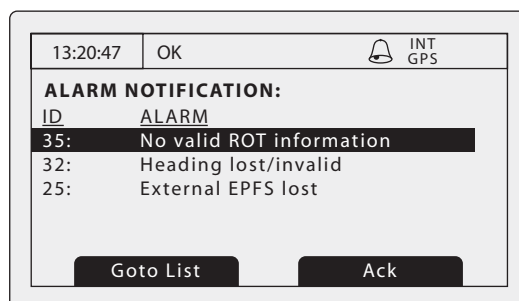 13:20:47 OK INT
GPS
ALARM NOTIFICATION:
ID ALARM
35: No valid ROT information
32: Heading lost/invalid
25: External EPFS lost
Goto List Ack